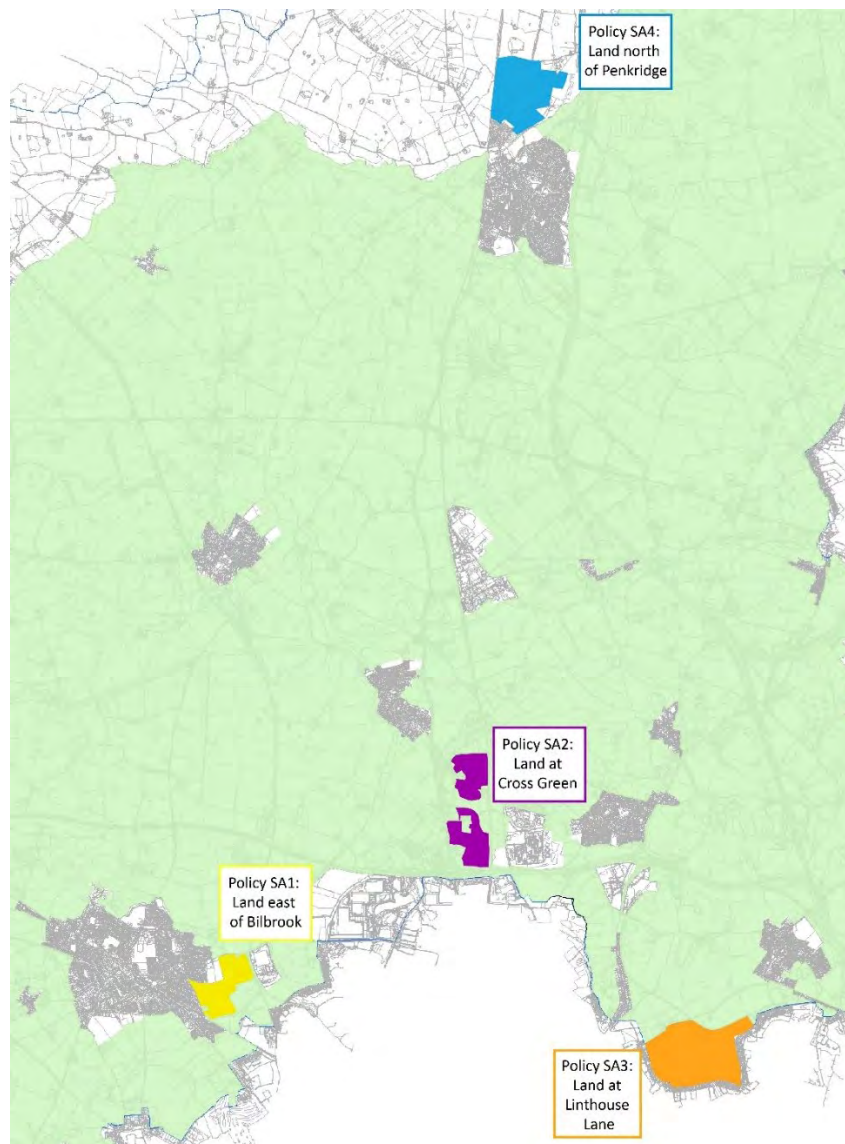 Policy SA4:
Land north
of Penkridge
Policy SA2:
Land at
Cross Green
Policy SA1:
Land east
of Bilbrook
Policy SA3:
Land at
Linthouse
Lane